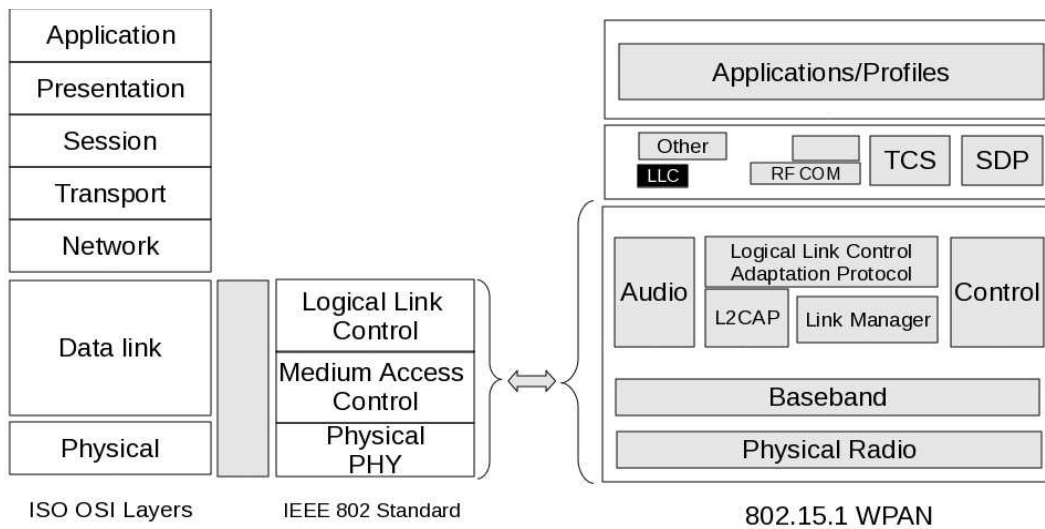 Application
Presentation
Session
Transport
Network
Data link
Physical
ISO OSI Layers
Logical Link
Control
Medium Access
Control
Physical
PHY
IEEE 802 Standard
Applications/Profiles
Other
LLC
RF COM
TCS
SDP
Audio
Logical Link Control
Adaptation Protocol
L2CAP
Link Manager
Control
Baseband
Physical Radio
802.15.1 WPAN